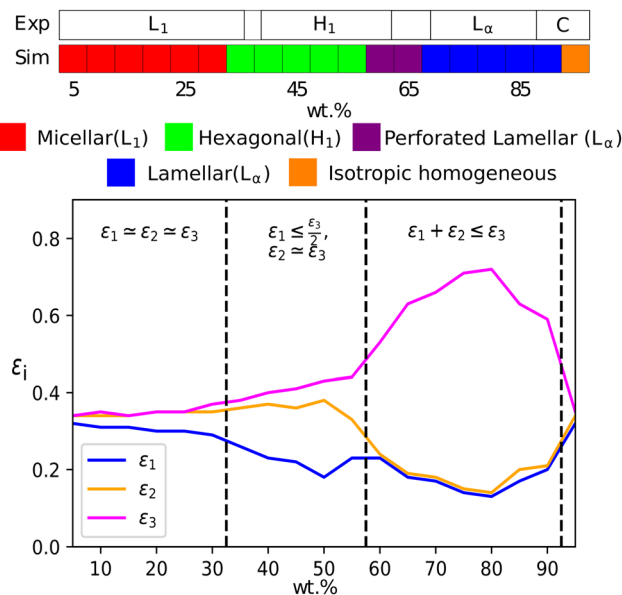 Exp L₁ H₁ Lα C
Sim
5 25 45 65 85
wt.%
Micellar(L₁) Hexagonal(H₁) Perforated Lamellar (Lα)
Lamellar(Lα) Isotropic homogeneous
ε₁ ≃ ε₂ ≃ ε₃
ε₁ ≤ ε₃/2,
ε₂ ≃ ε₃
ε₁ + ε₂ ≤ ε₃
0.8
0.6
εi
0.4
0.2
0.0
ε₁
ε₂
ε₃
10 20 30 40 50 60 70 80 90
wt.%